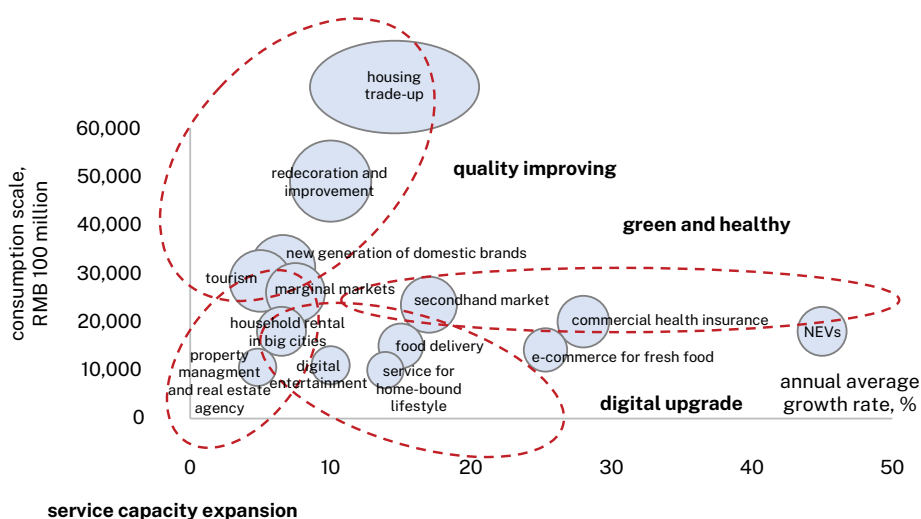 housing
trade-up
60,000
quality improving
redecoration and
improvement
50,000
consumption scale,
RMB 100 million
40,000
green and healthy
new generation of domestic brands
30,000
tourism
marginal markets
secondhand market
20,000
household rental
in big cities
commercial health insurance
NEVs
food delivery
e-commerce for fresh food
property
managment
and real estate
agency
digital
entertainment
service for
home-bound
lifestyle
10,000
annual average
growth rate, %
digital upgrade
0
0
10
20
30
40
50
service capacity expansion